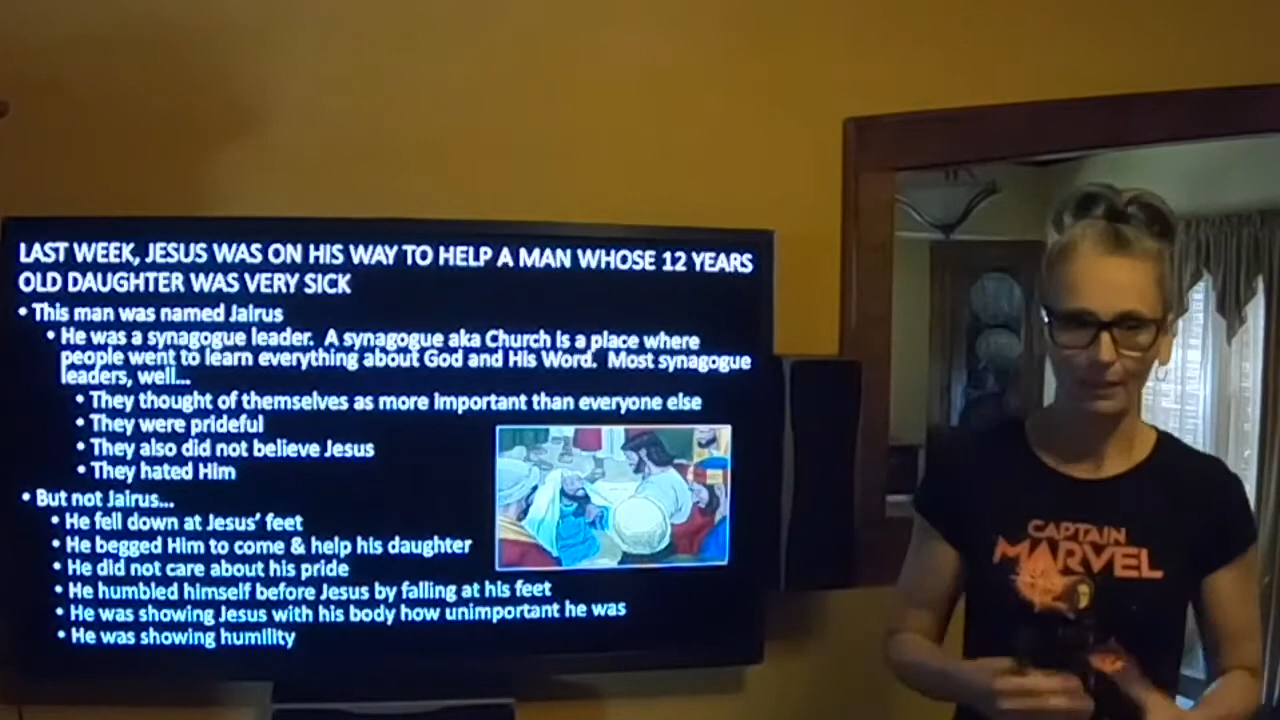 LAST WEEK, JESUS WAS ON HIS WAY TO HELP A MAN WHOSE 12 YEARS
OLD DAUGHTER WAS VERY SICK
• This man was named Jairus
• He was a synagogue leader. A synagogue aka Church is a place where
people went to learn everything about God and His Word. Most synagogue
leaders, well...
• They thought of themselves as more important than everyone else
• They were prideful
• They also did not believe Jesus
• They hated Him
• But not Jairus...
• He fell down at Jesus' feet
• He begged Him to come & help his daughter
• He did not care about his pride
• He humbled himself before Jesus by falling at his feet
• He was showing Jesus with his body how unimportant he was
• He was showing humility
CAPTAIN
MARVEL